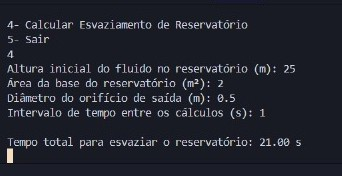 4- Calcular Esvaziamento de Reservatório
5- Sair
4
Altura inicial do fluido no reservatório (m): 25
Área da base do reservatório (m²): 2
Diâmetro do orifício de saída (m): 0.5
Intervalo de tempo entre os cálculos (s): 1
Tempo total para esvaziar o reservatório: 21.00 s